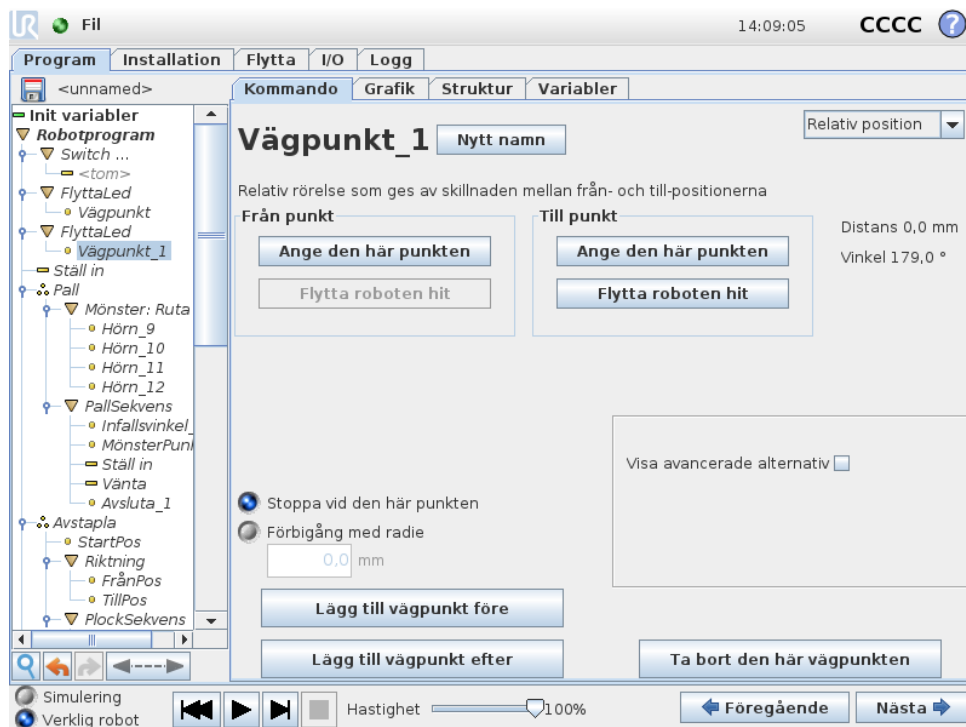 UR Fil 14:09:05 CCCC ?
Program Installation Flytta I/O Logg
<unnamed>
Kommando Grafik Struktur Variabler
Init variabler
Robotprogram
Switch ...
<tom>
FlyttaLed
Vägpunkt
FlyttaLed
Vägpunkt_1
Ställ in
Pall
Mönster: Ruta
Hörn_9
Hörn_10
Hörn_11
Hörn_12
PallSekvens
Infallsvinkel_
MönsterPun
Ställ in
Vänta
Avsluta_1
Avstapla
StartPos
Riktning
FrånPos
TillPos
PlockSekvens
Vägpunkt_1 Nytt namn
Relativ position
Relativ rörelse som ges av skillnaden mellan från- och till-positionerna
Från punkt
Ange den här punkten
Flytta roboten hit
Till punkt
Ange den här punkten
Flytta roboten hit
Distans 0,0 mm
Vinkel 179,0 °
Visa avancerade alternativ
Stoppa vid den här punkten
Förbigång med radie
0,0 mm
Lägg till vägpunkt före
Lägg till vägpunkt efter
Ta bort den här vägpunkten
Simulering
Verklig robot
Hastighet 100%
Föregående
Nästa